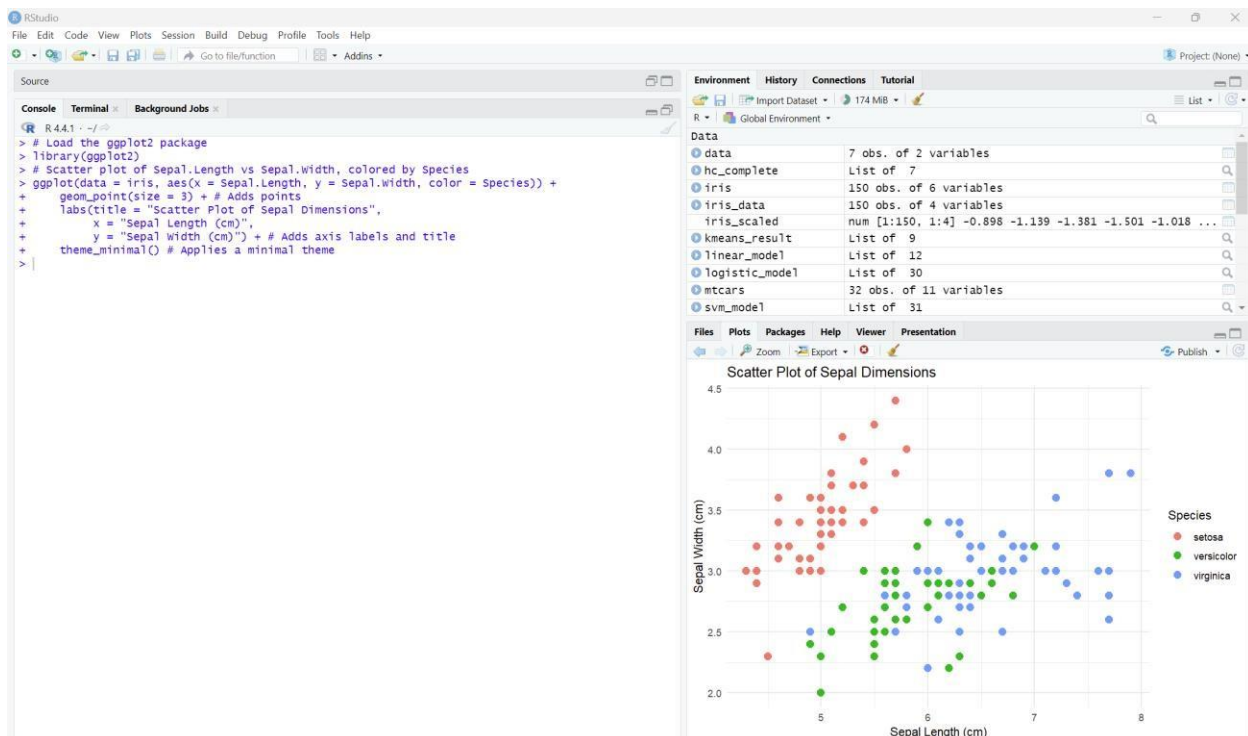 RStudio
File Edit Code View Plots Session Build Debug Profile Tools Help
Go to file/function Addins
Project: (None)
Source
Console Terminal Background Jobs
R 4.4.1 · ~/
> # Load the ggplot2 package
> library(ggplot2)
> # Scatter plot of Sepal.Length vs Sepal.Width, colored by Species
> ggplot(data = iris, aes(x = Sepal.Length, y = Sepal.Width, color = Species)) +
+     geom_point(size = 3) + # Adds points
+     labs(title = "Scatter Plot of Sepal Dimensions",
+          x = "Sepal Length (cm)",
+          y = "Sepal Width (cm)") + # Adds axis labels and title
+     theme_minimal() # Applies a minimal theme
>
Environment History Connections Tutorial
Import Dataset 174 MiB List
R Global Environment
Data
data 7 obs. of 2 variables
hc_complete List of 7
iris 150 obs. of 6 variables
iris_data 150 obs. of 4 variables
iris_scaled num [1:150, 1:4] -0.898 -1.139 -1.381 -1.501 -1.018 ...
kmeans_result List of 9
linear_model List of 12
logistic_model List of 30
mtcars 32 obs. of 11 variables
svm_model List of 31
Files Plots Packages Help Viewer Presentation
Zoom Export Publish
Scatter Plot of Sepal Dimensions
4.5
4.0
3.5
3.0
2.5
2.0
Sepal Width (cm)
5 6 7 8
Sepal Length (cm)
Species
setosa
versicolor
virginica